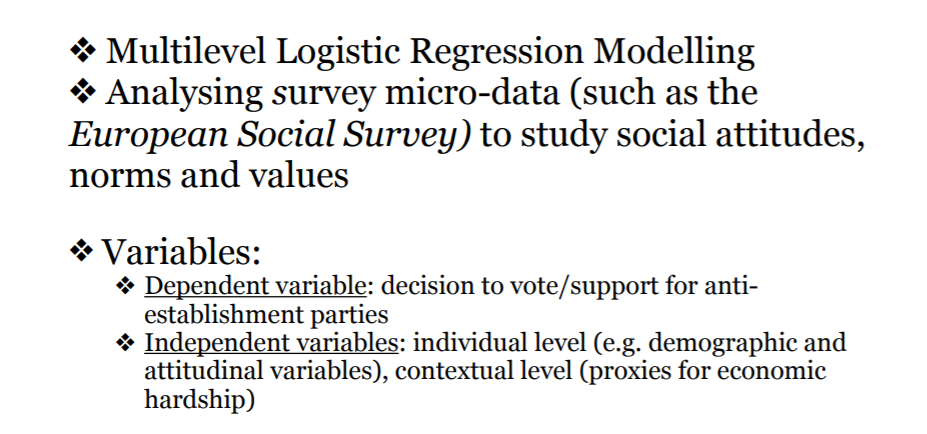 ❖ Multilevel Logistic Regression Modelling
❖ Analysing survey micro-data (such as the
European Social Survey) to study social attitudes,
norms and values
❖ Variables:
❖ Dependent variable: decision to vote/support for anti-
establishment parties
❖ Independent variables: individual level (e.g. demographic and
attitudinal variables), contextual level (proxies for economic
hardship)